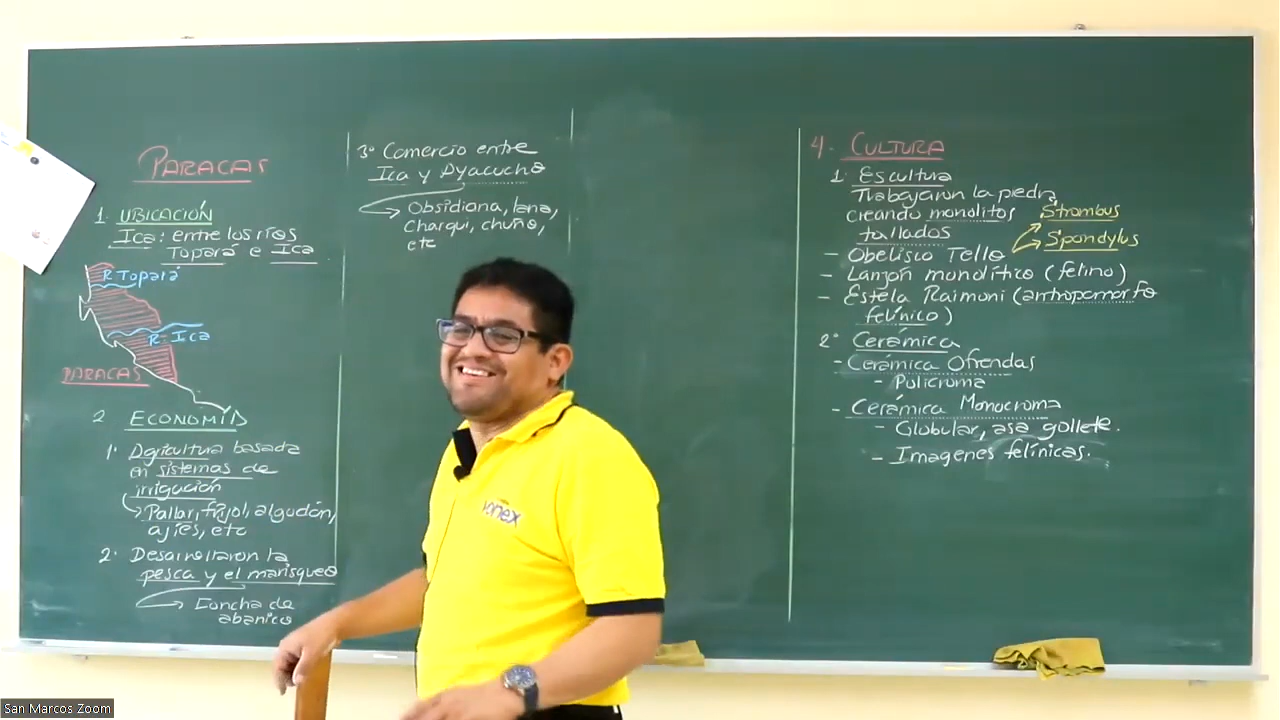 PARACAS
1. UBICACIÓN
Ica: entre los ríos
Topará e Ica
R. Topará
R. Ica
PARACAS
2 ECONOMÍA
1. Agricultura basada
en sistemas de
irrigación
Pallar, frijol, algodón,
ajíes, etc
2. Desarrollaron la
pesca y el marisqueo
Concha de
abanico
3° Comercio entre
Ica y Ayacucho
Obsidiana, lana,
charqui, chuño,
etc
4. CULTURA
1. Escultura
Trabajaron la piedra
creando monolitos
tallados
Strombus
Spondylus
- Obelisco Tello
- Lanzón monolítico (felino)
- Estela Raimoni (antropomorfo
felínico)
2° Cerámica
- Cerámica Ofrendas
- Policroma
- Cerámica Monocroma
- Globular, asa gollete.
- Imagenes felínicas.
vonex
San Marcos Zoom